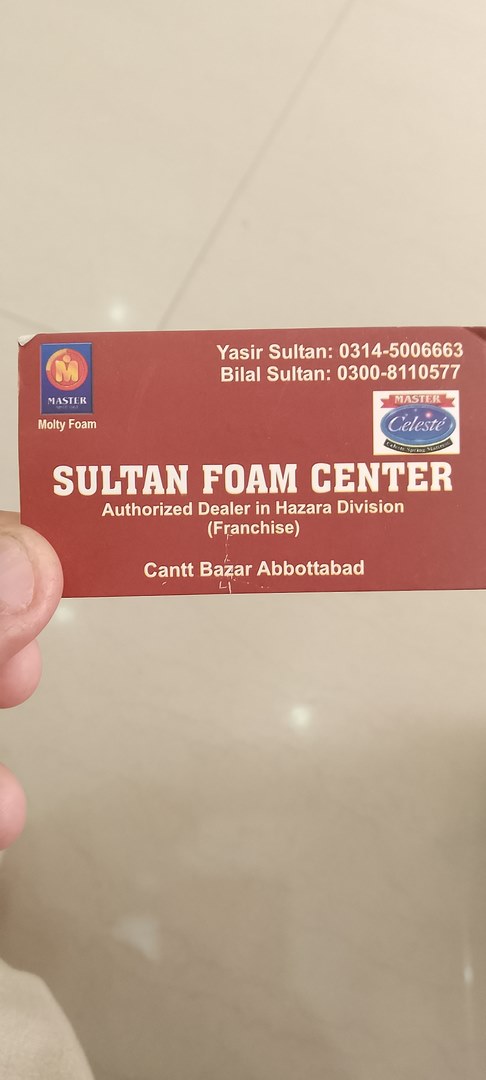 Yasir Sultan: 0314-5006663
Bilal Sultan: 0300-8110577
M
MASTER
Molty Foam
MASTER
Celesté
SULTAN FOAM CENTER
Authorized Dealer in Hazara Division
(Franchise)
Cantt Bazar Abbottabad